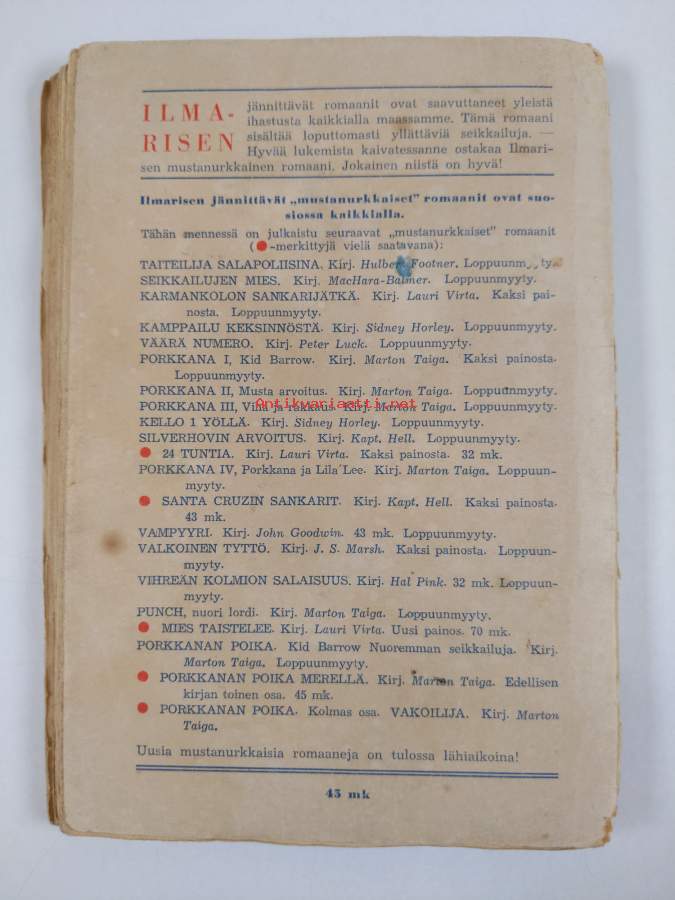 ILMA-
RISEN
jännittävät romaanit ovat saavuttaneet yleistä
ihastusta kaikkialla maassamme. Tämä romaani
sisältää loputtomasti yllättäviä seikkailuja. —
Hyvää lukemista kaivatessanne ostakaa Ilmari-
sen mustanurkkainen romaani. Jokainen niistä on hyvä!
Ilmarisen jännittävät „mustanurkkaiset” romaanit ovat suo-
siossa kaikkialla.
Tähän mennessä on julkaistu seuraavat „mustanurkkaiset” romaanit
(●-merkittyjä vielä saatavana):
TAITEILIJA SALAPOLIISINA. Kirj. Hulbert Footner. Loppuunmyyty.
SEIKKAILUJEN MIES. Kirj. MacHara-Balmer. Loppuunmyyty.
KARMANKOLON SANKARIJÄTKÄ. Kirj. Lauri Virta. Kaksi pai-
nosta. Loppuunmyyty.
KAMPPAILU KEKSINNÖSTÄ. Kirj. Sidney Horley. Loppuunmyyty.
VÄÄRÄ NUMERO. Kirj. Peter Luck. Loppuunmyyty.
PORKKANA I, Kid Barrow. Kirj. Marton Taiga. Kaksi painosta.
Loppuunmyyty.
PORKKANA II, Musta arvoitus. Kirj. Marton Taiga. Loppuunmyyty.
PORKKANA III, Viha ja rakkaus. Kirj. Marton Taiga. Loppuunmyyty.
Antikvariaatti.net
KELLO 1 YÖLLÄ. Kirj. Sidney Horley. Loppuunmyyty.
SILVERHOVIN ARVOITUS. Kirj. Kapt. Hell. Loppuunmyyty.
● 24 TUNTIA. Kirj. Lauri Virta. Kaksi painosta. 32 mk.
PORKKANA IV, Porkkana ja Lila Lee. Kirj. Marton Taiga. Loppuun-
myyty.
● SANTA CRUZIN SANKARIT. Kirj. Kapt. Hell. Kaksi painosta.
43 mk.
VAMPYYRI. Kirj. John Goodwin. 43 mk. Loppuunmyyty.
VALKOINEN TYTTÖ. Kirj. J. S. Marsh. Kaksi painosta. Loppuun-
myyty.
VIHREÄN KOLMION SALAISUUS. Kirj. Hal Pink. 32 mk. Loppuun-
myyty.
PUNCH, nuori lordi. Kirj. Marton Taiga. Loppuunmyyty.
● MIES TAISTELEE. Kirj. Lauri Virta. Uusi painos. 70 mk.
PORKKANAN POIKA. Kid Barrow Nuoremman seikkailuja. Kirj.
Marton Taiga. Loppuunmyyty.
● PORKKANAN POIKA MERELLÄ. Kirj. Marton Taiga. Edellisen
kirjan toinen osa. 45 mk.
● PORKKANAN POIKA. Kolmas osa. VAKOILIJA. Kirj. Marton
Taiga.
Uusia mustanurkkaisia romaaneja on tulossa lähiaikoina!
45 mk